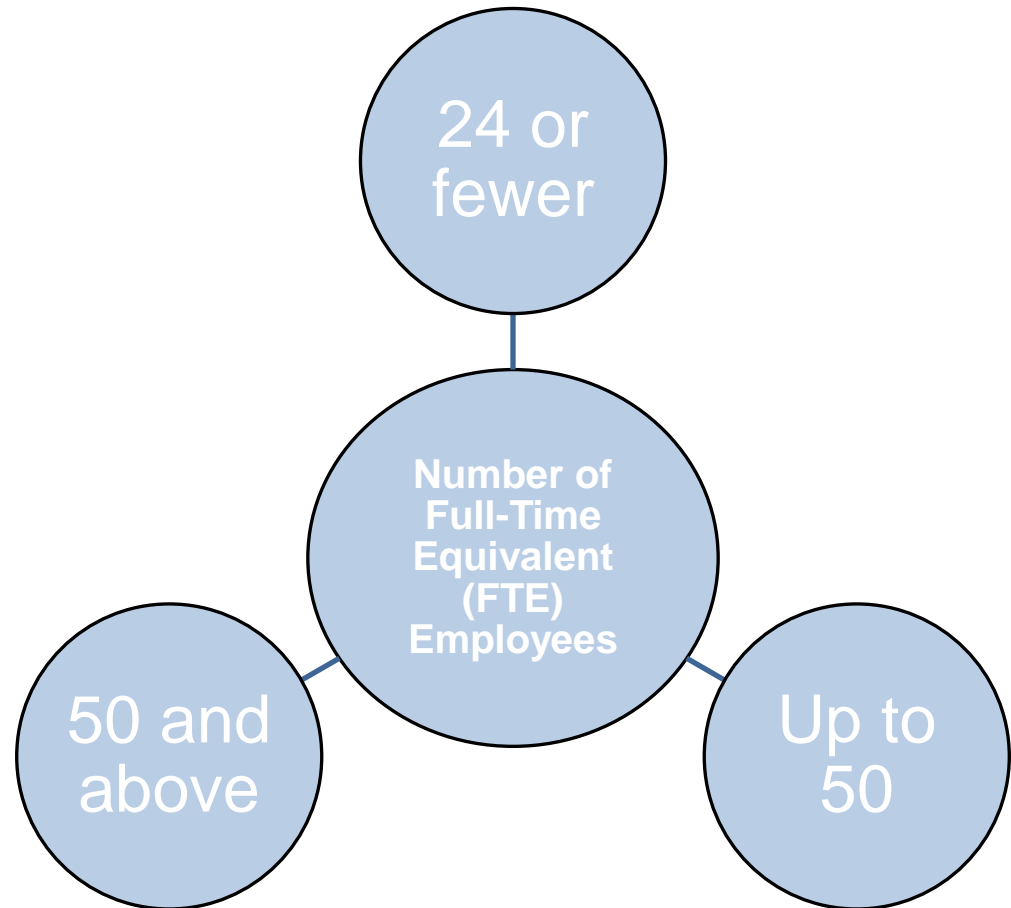 24 or
fewer
Number of
Full-Time
Equivalent
(FTE)
Employees
50 and
above
Up to
50